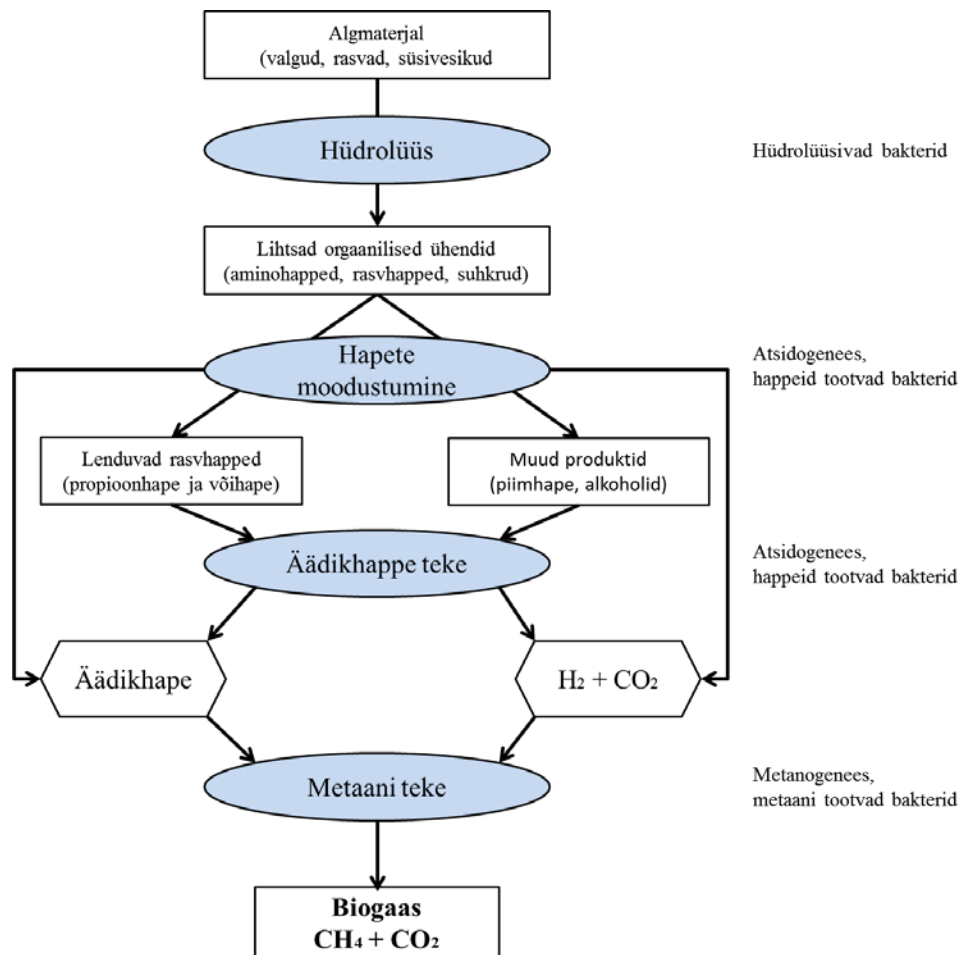 Algmaterjal
(valgud, rasvad, süsivesikud
Hüdrolüüs
Hüdrolüüsivad bakterid
Lihtsad orgaanilised ühendid
(aminohapped, rasvhapped, suhkrud)
Hapete
moodustumine
Atsidogenees,
happeid tootvad bakterid
Lenduvad rasvhapped
(propioonhape ja võihape)
Muud produktid
(piimhape, alkoholid)
Äädikhappe teke
Atsidogenees,
happeid tootvad bakterid
Äädikhape
H₂ + CO₂
Metaani teke
Metanogenees,
metaani tootvad bakterid
Biogaas
CH₄ + CO₂